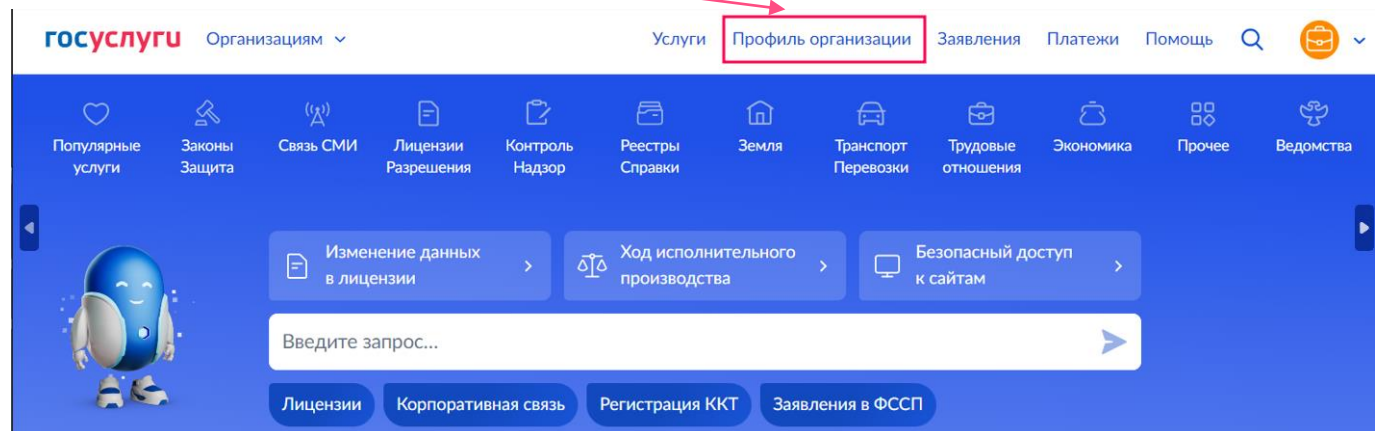 госуслуги Организациям Услуги Профиль организации Заявления Платежи Помощь
Популярные услуги
Законы Защита
Связь СМИ
Лицензии Разрешения
Контроль Надзор
Реестры Справки
Земля
Транспорт Перевозки
Трудовые отношения
Экономика
Прочее
Ведомства
Изменение данных
в лицензии
Ход исполнительного
производства
Безопасный доступ
к сайтам
Введите запрос...
Лицензии Корпоративная связь Регистрация ККТ Заявления в ФССП